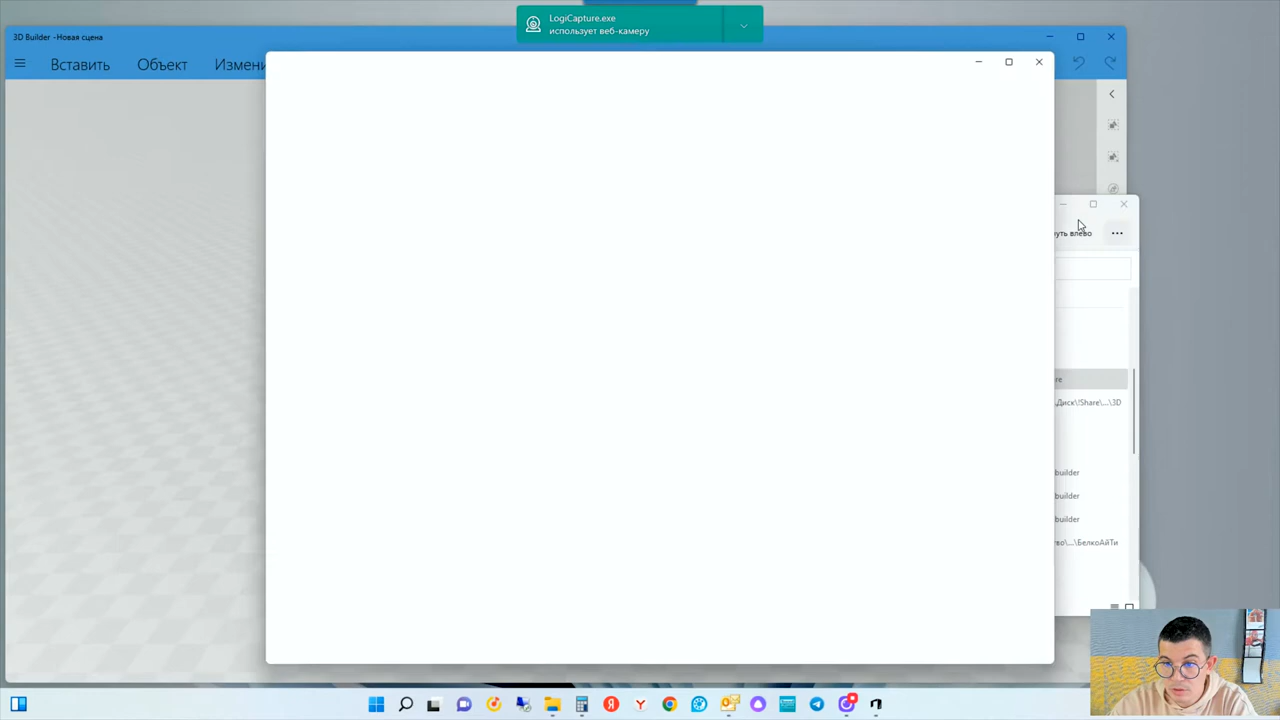 LogiCapture.exe
использует веб-камеру
3D Builder -Новая сцена
Вставить
Объект
Измени
уть влево
re
.Диск\!Share\...\3D
builder
builder
builder
во\...\БелкоАйТи